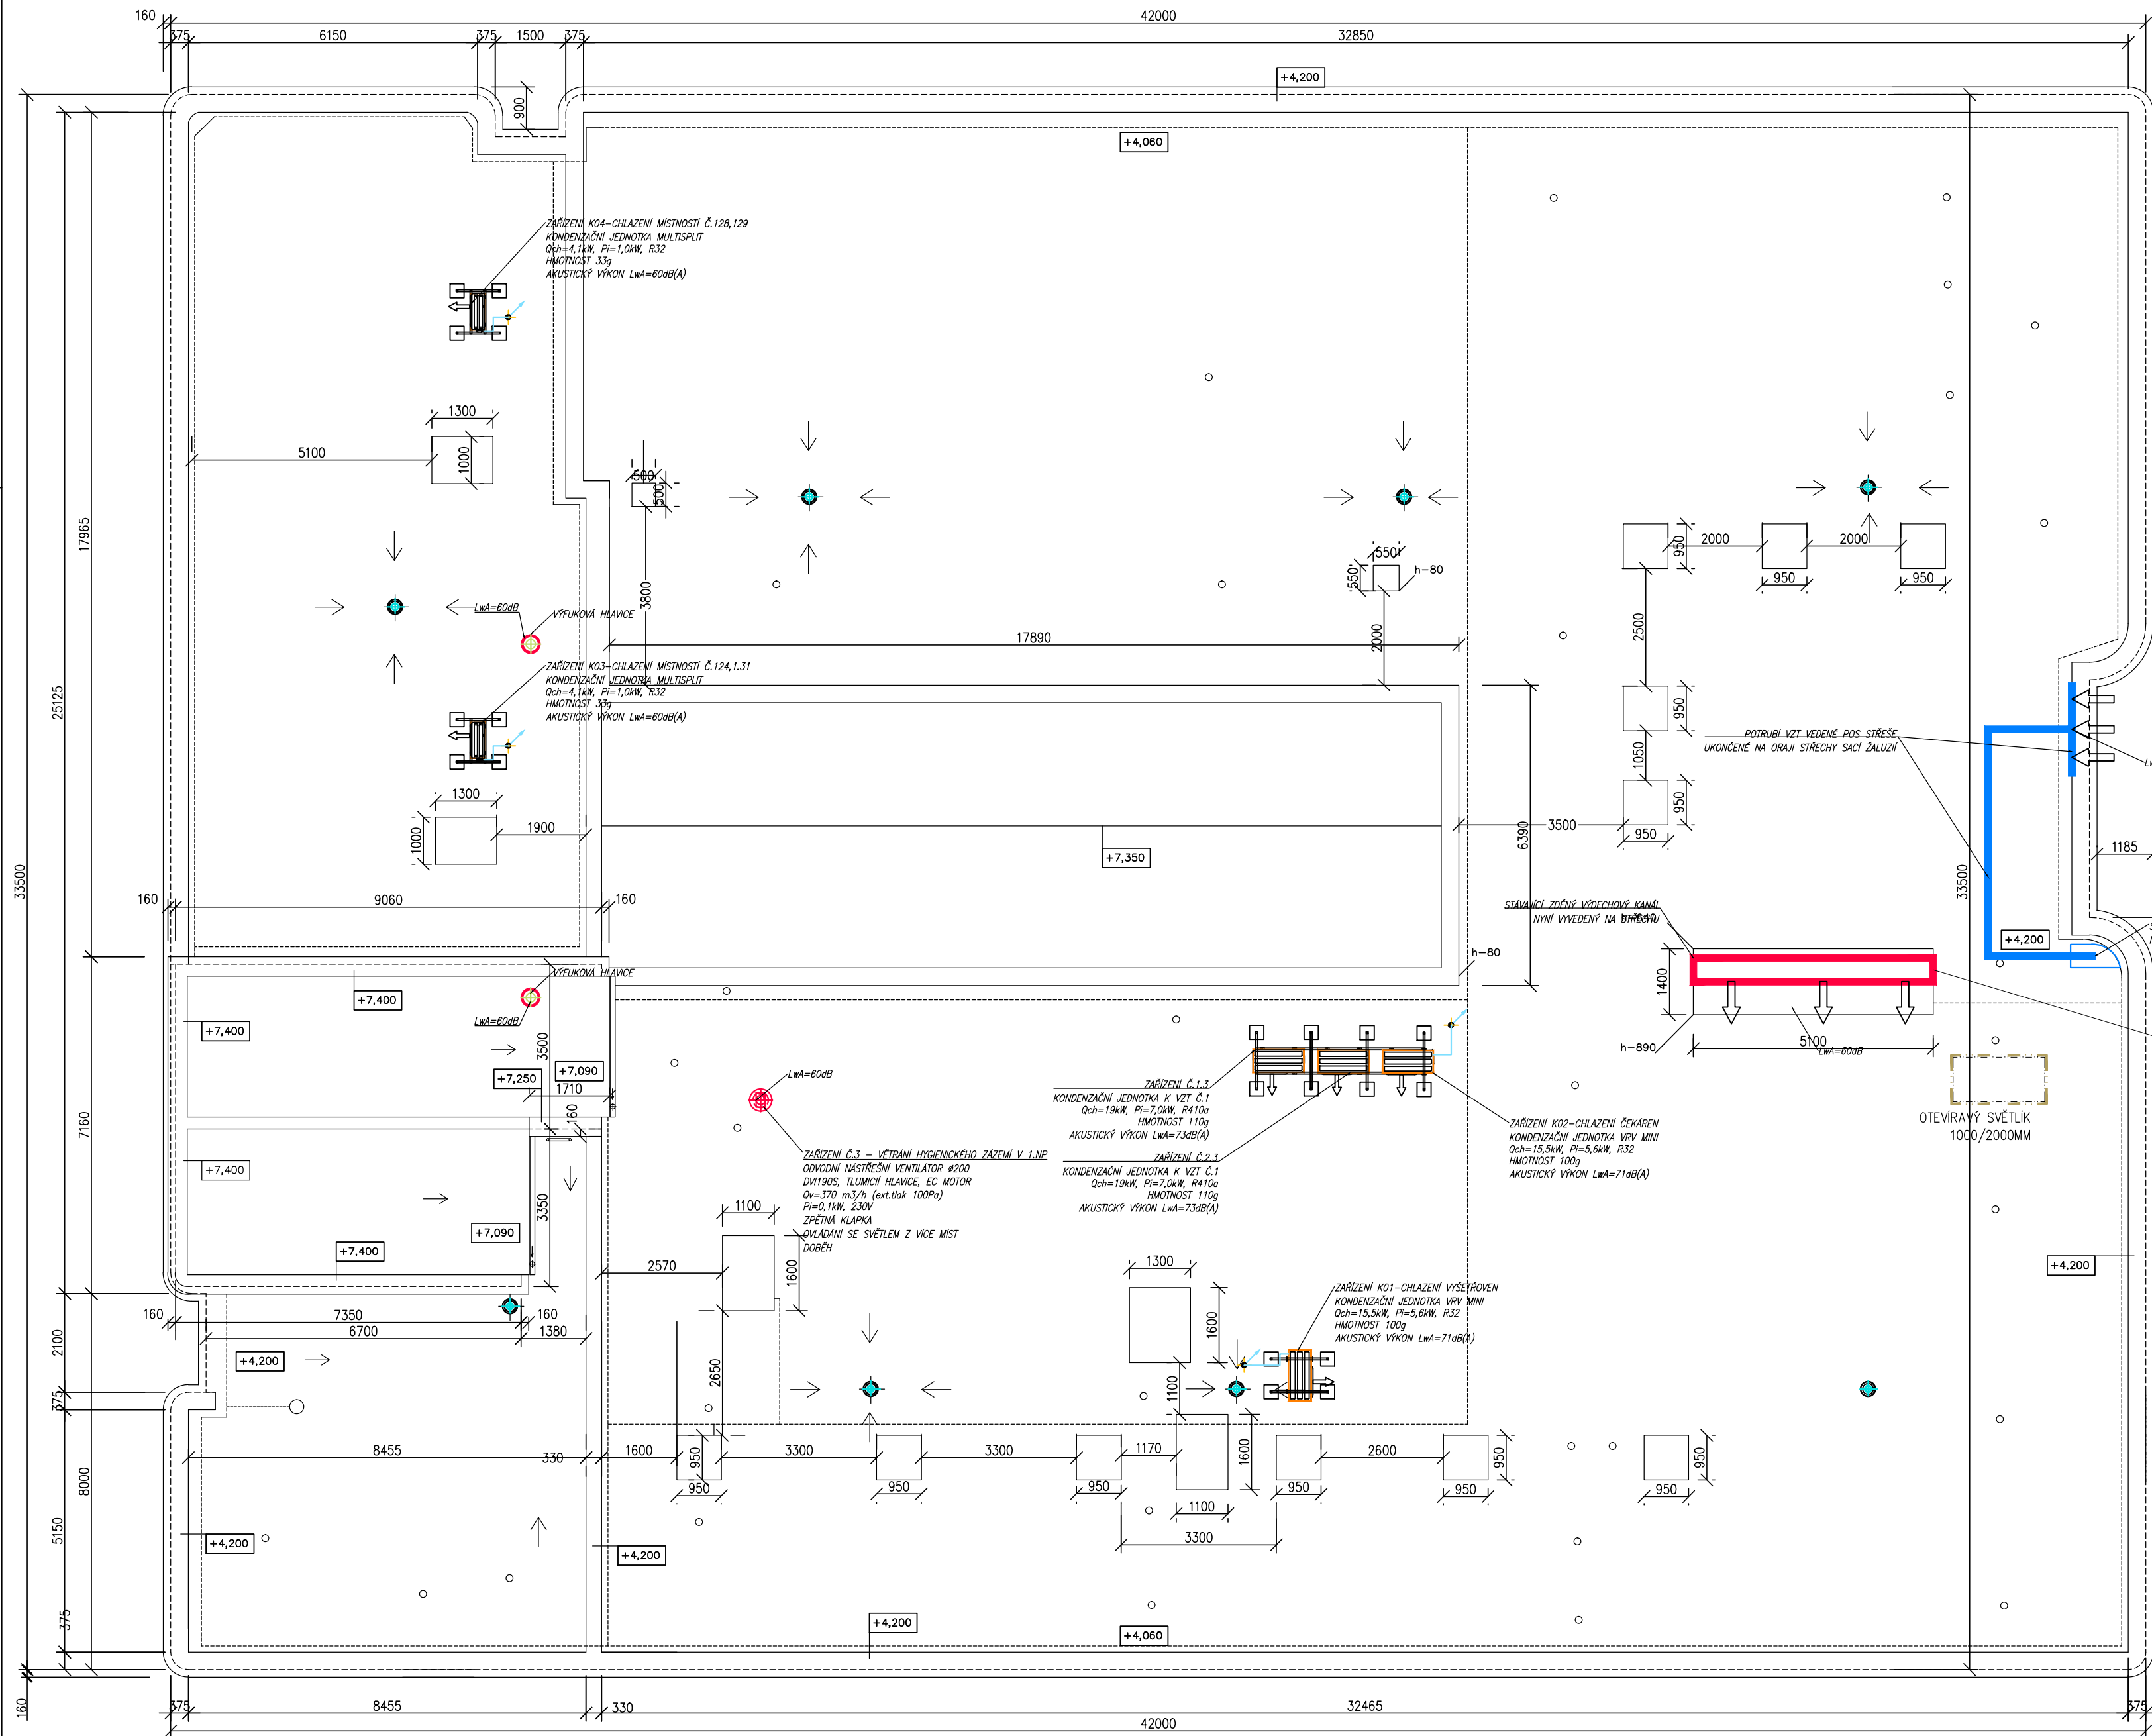 160
42000
375
6150
375
1500
375
32850
+4,200
900
+4,060
ZAŘÍZENÍ K04-CHLAZENÍ MÍSTNOSTÍ Č.128,129
KONDENZAČNÍ JEDNOTKA MULTISPLIT
Qch=4,1kW, Pi=1,0kW, R32
HMOTNOST 33g
AKUSTICKÝ VÝKON LwA=60dB(A)
1300
5100
1000
500
500
17965
550
550
h-80
950
2000
2000
950
950
3800
2000
2500
LwA=60dB
VÝFUKOVÁ HLAVICE
17890
25125
ZAŘÍZENÍ K03-CHLAZENÍ MÍSTNOSTÍ Č.124,1.31
KONDENZAČNÍ JEDNOTKA MULTISPLIT
Qch=4,1kW, Pi=1,0kW, R32
HMOTNOST 33g
AKUSTICKÝ VÝKON LwA=60dB(A)
950
POTRUBÍ VZT VEDENÉ POS STŘEŠE
UKONČENÉ NA ORAJI STŘECHY SACÍ ŽALUZIÍ
1050
950
950
1300
1000
1900
3500
6390
1185
+7,350
33500
33500
160
9060
160
STÁVAJÍCÍ ZDĚNÝ VÝDECHOVÝ KANÁL
NYNÍ VYVEDENÝ NA STŘECHU
h-640
+4,200
h-80
1400
VÝFUKOVÁ HLAVICE
+7,400
+7,400
LwA=60dB
3500
h-890
5100
LwA=60dB
+7,250
+7,090
1710
160
LwA=60dB
ZAŘÍZENÍ Č.1.3
KONDENZAČNÍ JEDNOTKA K VZT Č.1
Qch=19kW, Pi=7,0kW, R410a
HMOTNOST 110g
AKUSTICKÝ VÝKON LwA=73dB(A)
OTEVÍRAVÝ SVĚTLÍK
1000/2000MM
7160
ZAŘÍZENÍ K02-CHLAZENÍ ČEKÁREN
KONDENZAČNÍ JEDNOTKA VRV MINI
Qch=15,5kW, Pi=5,6kW, R32
HMOTNOST 100g
AKUSTICKÝ VÝKON LwA=71dB(A)
ZAŘÍZENÍ Č.3 - VĚTRÁNÍ HYGIENICKÉHO ZÁZEMÍ V 1.NP
ODVODNÍ NÁSTŘEŠNÍ VENTILÁTOR ø200
DVI190S, TLUMICÍ HLAVICE, EC MOTOR
Qv=370 m3/h (ext.tlak 100Pa)
Pi=0,1kW, 230V
ZPĚTNÁ KLAPKA
OVLÁDÁNÍ SE SVĚTLEM Z VÍCE MÍST
DOBĚH
ZAŘÍZENÍ Č.2.3
KONDENZAČNÍ JEDNOTKA K VZT Č.1
Qch=19kW, Pi=7,0kW, R410a
HMOTNOST 110g
AKUSTICKÝ VÝKON LwA=73dB(A)
+7,400
3350
1100
+7,090
+7,400
2570
1600
1300
1600
ZAŘÍZENÍ K01-CHLAZENÍ VYŠETŘOVEN
KONDENZAČNÍ JEDNOTKA VRV MINI
Qch=15,5kW, Pi=5,6kW, R32
HMOTNOST 100g
AKUSTICKÝ VÝKON LwA=71dB(A)
+4,200
160
7350
160
6700
1380
2100
+4,200
2650
1100
375
8455
330
1600
950
3300
3300
1170
1600
2600
950
950
950
950
950
950
950
950
1100
3300
8000
5150
+4,200
+4,200
375
+4,200
+4,060
160
375
8455
330
32465
375
42000